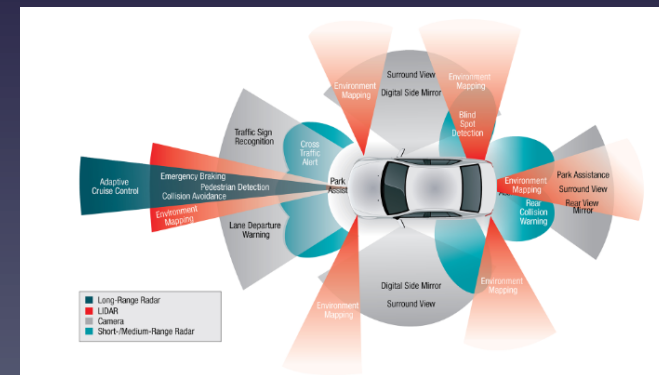 Surround View
Digital Side Mirror
Environment
Mapping
Environment
Mapping
Blind
Spot
Detection
Traffic Sign
Recognition
Cross
Traffic
Alert
Adaptive
Cruise Control
Emergency Braking
Pedestrian Detection
Collision Avoidance
Environment
Mapping
Park
Lane Departure
Warning
Environment
Mapping
Rear
Collision
Warning
Park Assistance
Surround View
Rear View
Mirror
Digital Side Mirror
Surround View
Environment
Mapping
Environment
Mapping
Long-Range Radar
LIDAR
Camera
Short-/Medium-Range Radar